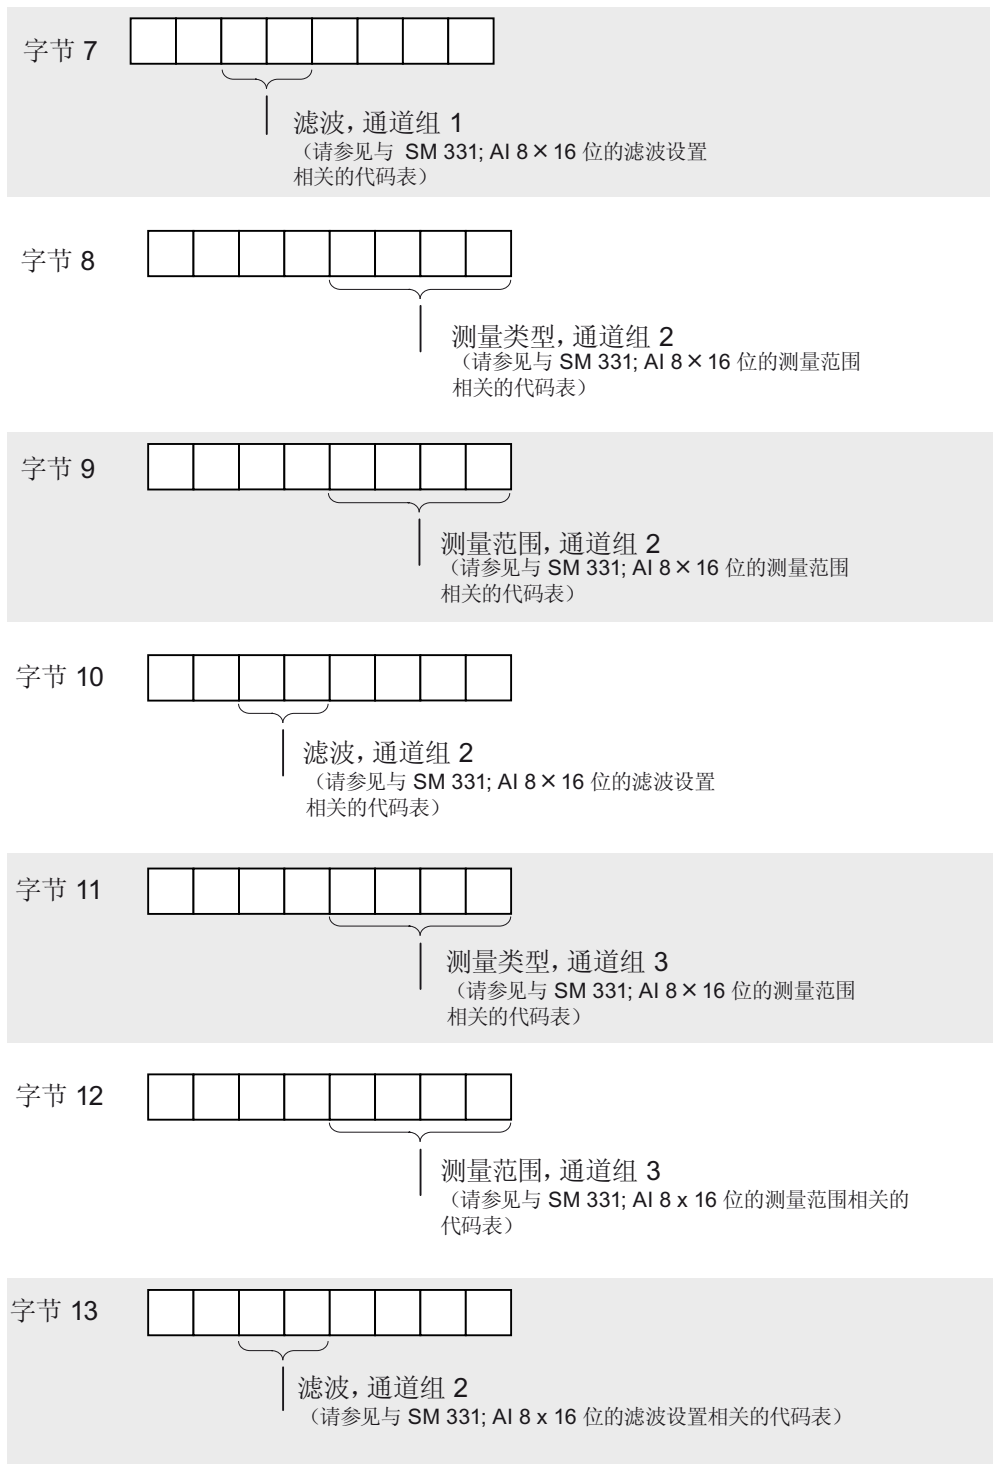 字节 7
滤波，通道组 1
（请参见与 SM 331; AI 8×16 位的滤波设置
相关的代码表）
字节 8
测量类型，通道组 2
（请参见与 SM 331; AI 8×16 位的测量范围
相关的代码表）
字节 9
测量范围，通道组 2
（请参见与 SM 331; AI 8×16 位的测量范围
相关的代码表）
字节 10
滤波，通道组 2
（请参见与 SM 331; AI 8×16 位的滤波设置
相关的代码表）
字节 11
测量类型，通道组 3
（请参见与 SM 331; AI 8×16 位的测量范围
相关的代码表）
字节 12
测量范围，通道组 3
（请参见与 SM 331; AI 8 x 16 位的测量范围相关的
代码表）
字节 13
滤波，通道组 2
（请参见与 SM 331; AI 8 x 16 位的滤波设置相关的代码表）